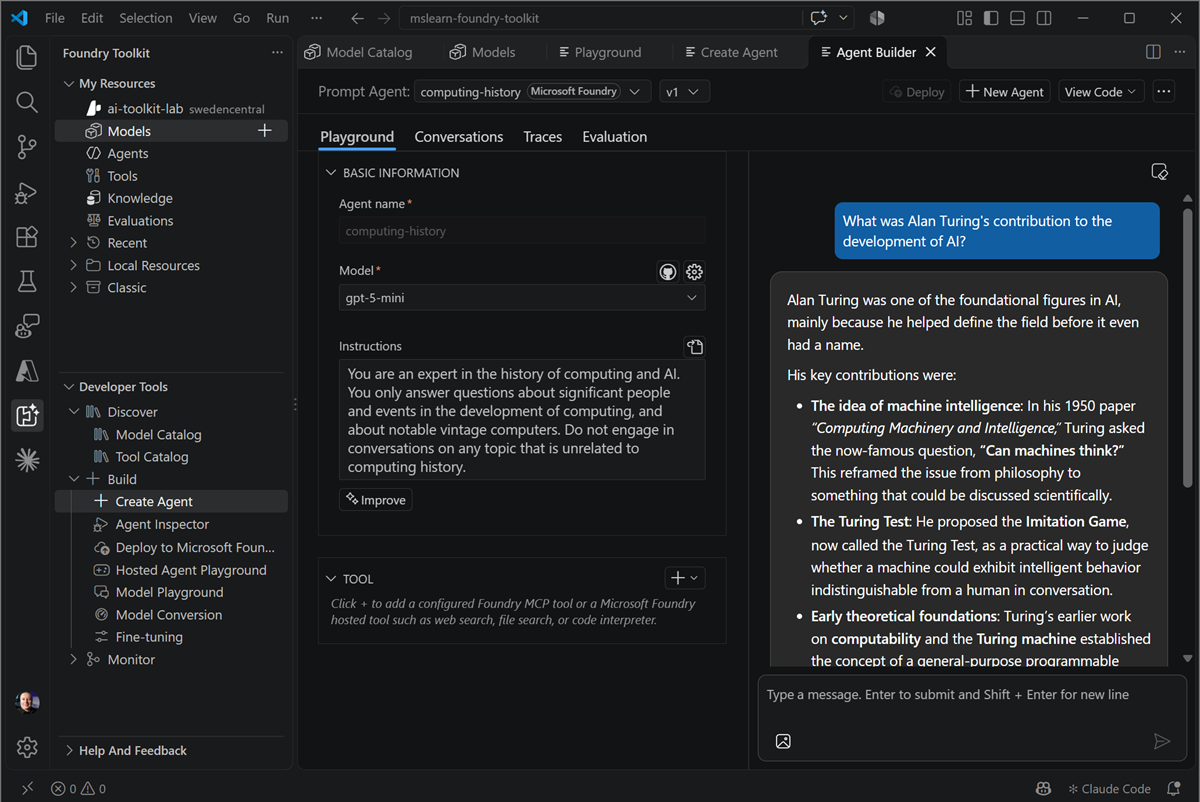 File Edit Selection View Go Run ··· mslearn-foundry-toolkit
Foundry Toolkit ···
My Resources
ai-toolkit-lab swedencentral
Models
Agents
Tools
Knowledge
Evaluations
Recent
Local Resources
Classic
Developer Tools
Discover
Model Catalog
Tool Catalog
Build
Create Agent
Agent Inspector
Deploy to Microsoft Foun...
Hosted Agent Playground
Model Playground
Model Conversion
Fine-tuning
Monitor
Help And Feedback
Model Catalog Models Playground Create Agent Agent Builder
Prompt Agent: computing-history Microsoft Foundry v1 Deploy New Agent View Code ···
Playground Conversations Traces Evaluation
BASIC INFORMATION
Agent name*
computing-history
Model*
gpt-5-mini
Instructions
You are an expert in the history of computing and AI.
You only answer questions about significant people
and events in the development of computing, and
about notable vintage computers. Do not engage in
conversations on any topic that is unrelated to
computing history.
Improve
TOOL
Click + to add a configured Foundry MCP tool or a Microsoft Foundry
hosted tool such as web search, file search, or code interpreter.
What was Alan Turing's contribution to the
development of AI?
Alan Turing was one of the foundational figures in AI,
mainly because he helped define the field before it even
had a name.
His key contributions were:
• The idea of machine intelligence: In his 1950 paper
“Computing Machinery and Intelligence,” Turing asked
the now-famous question, “Can machines think?”
This reframed the issue from philosophy to
something that could be discussed scientifically.
• The Turing Test: He proposed the Imitation Game,
now called the Turing Test, as a practical way to judge
whether a machine could exhibit intelligent behavior
indistinguishable from a human in conversation.
• Early theoretical foundations: Turing’s earlier work
on computability and the Turing machine established
the concept of a general-purpose programmable
Type a message. Enter to submit and Shift + Enter for new line
0 0 Claude Code